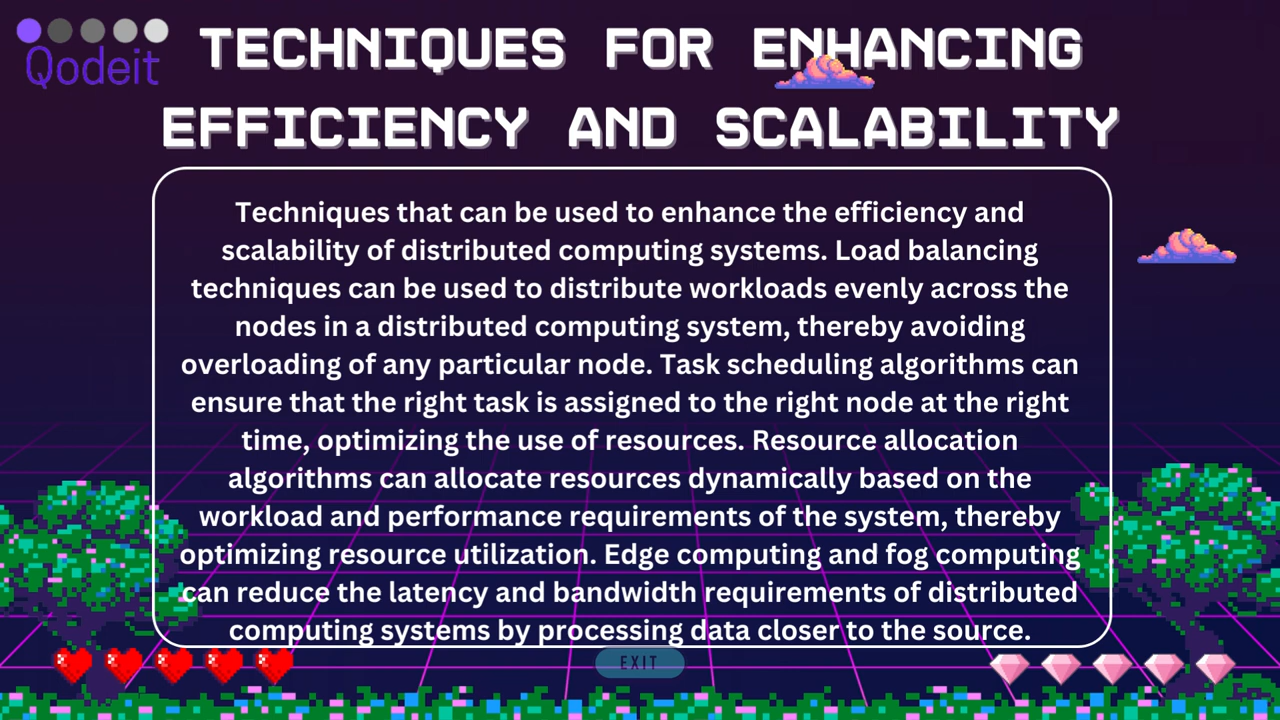 Qodeit
TECHNIQUES FOR ENHANCING
EFFICIENCY AND SCALABILITY
Techniques that can be used to enhance the efficiency and
scalability of distributed computing systems. Load balancing
techniques can be used to distribute workloads evenly across the
nodes in a distributed computing system, thereby avoiding
overloading of any particular node. Task scheduling algorithms can
ensure that the right task is assigned to the right node at the right
time, optimizing the use of resources. Resource allocation
algorithms can allocate resources dynamically based on the
workload and performance requirements of the system, thereby
optimizing resource utilization. Edge computing and fog computing
can reduce the latency and bandwidth requirements of distributed
computing systems by processing data closer to the source.
EXIT